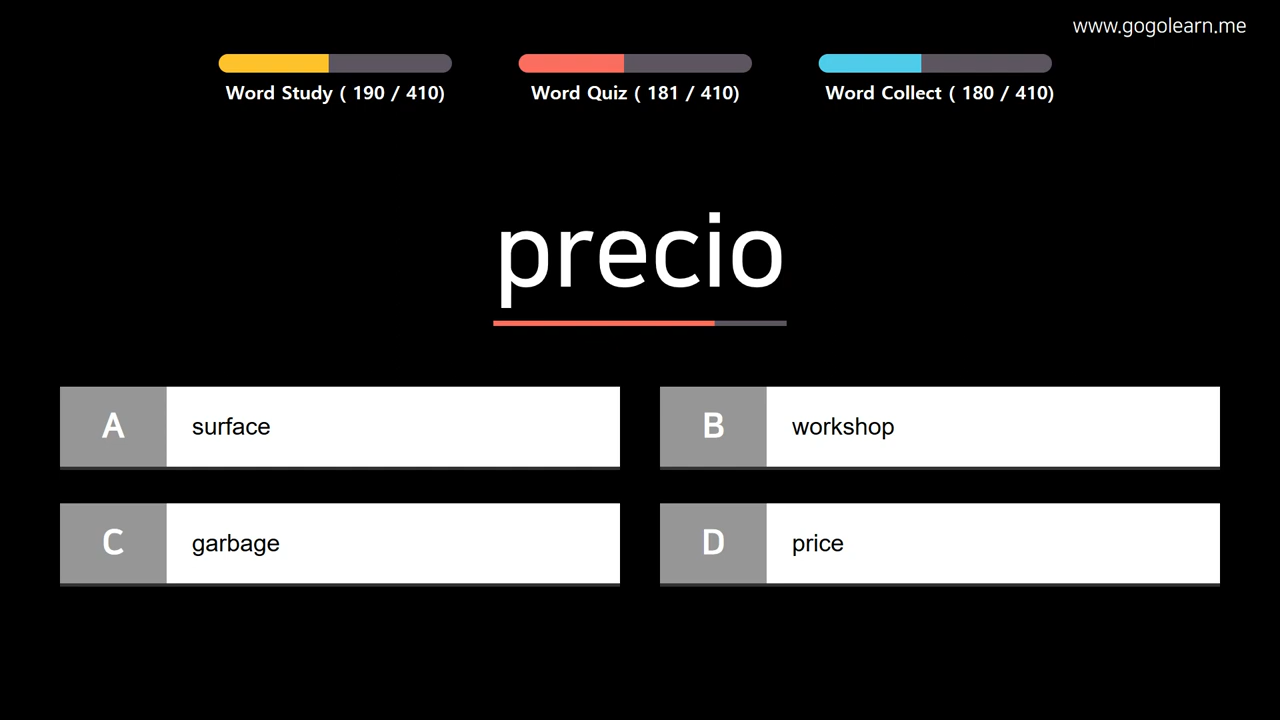 www.gogolearn.me
Word Study ( 190 / 410)
Word Quiz ( 181 / 410)
Word Collect ( 180 / 410)
precio
A surface
B workshop
C garbage
D price